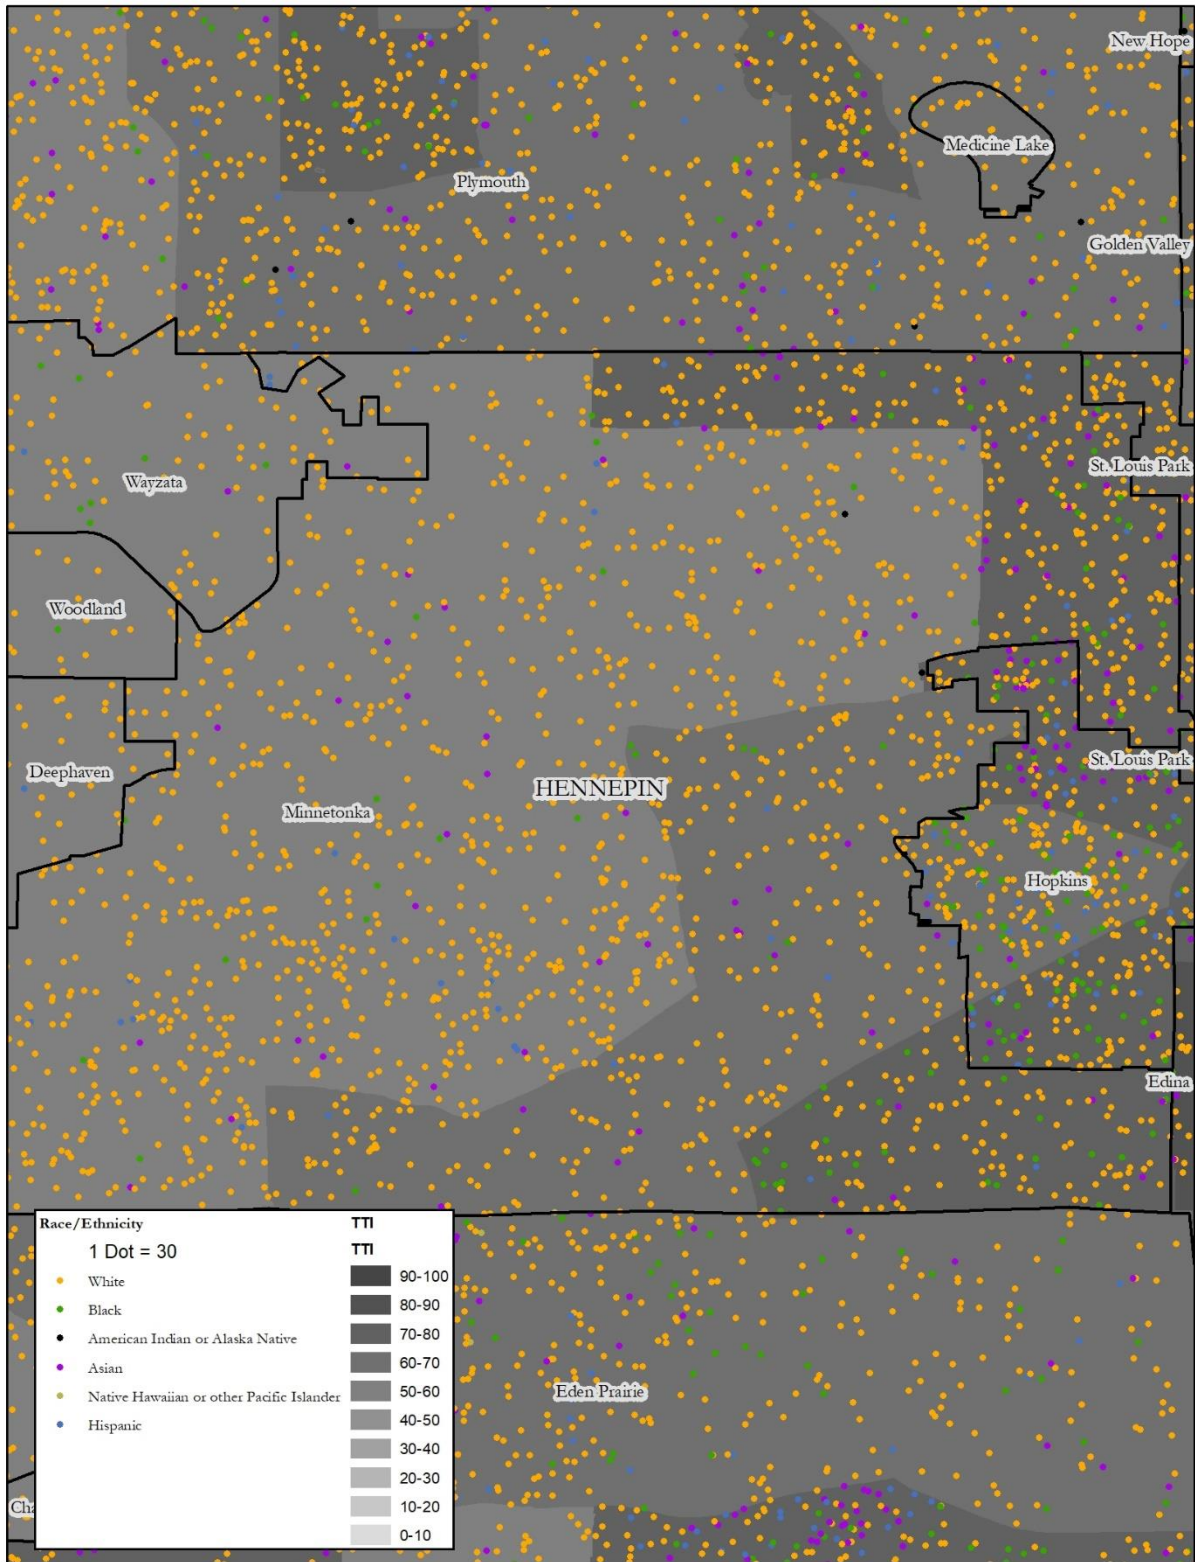 New Hope
Medicine Lake
Plymouth
Golden Valley
St. Louis Park
Wayzata
Woodland
St. Louis Park
Deephaven
HENNEPIN
Minnetonka
Hopkins
Edina
Eden Prairie
Cha
Race/Ethnicity
1 Dot = 30
White
Black
American Indian or Alaska Native
Asian
Native Hawaiian or other Pacific Islander
Hispanic
TTI
TTI
90-100
80-90
70-80
60-70
50-60
40-50
30-40
20-30
10-20
0-10